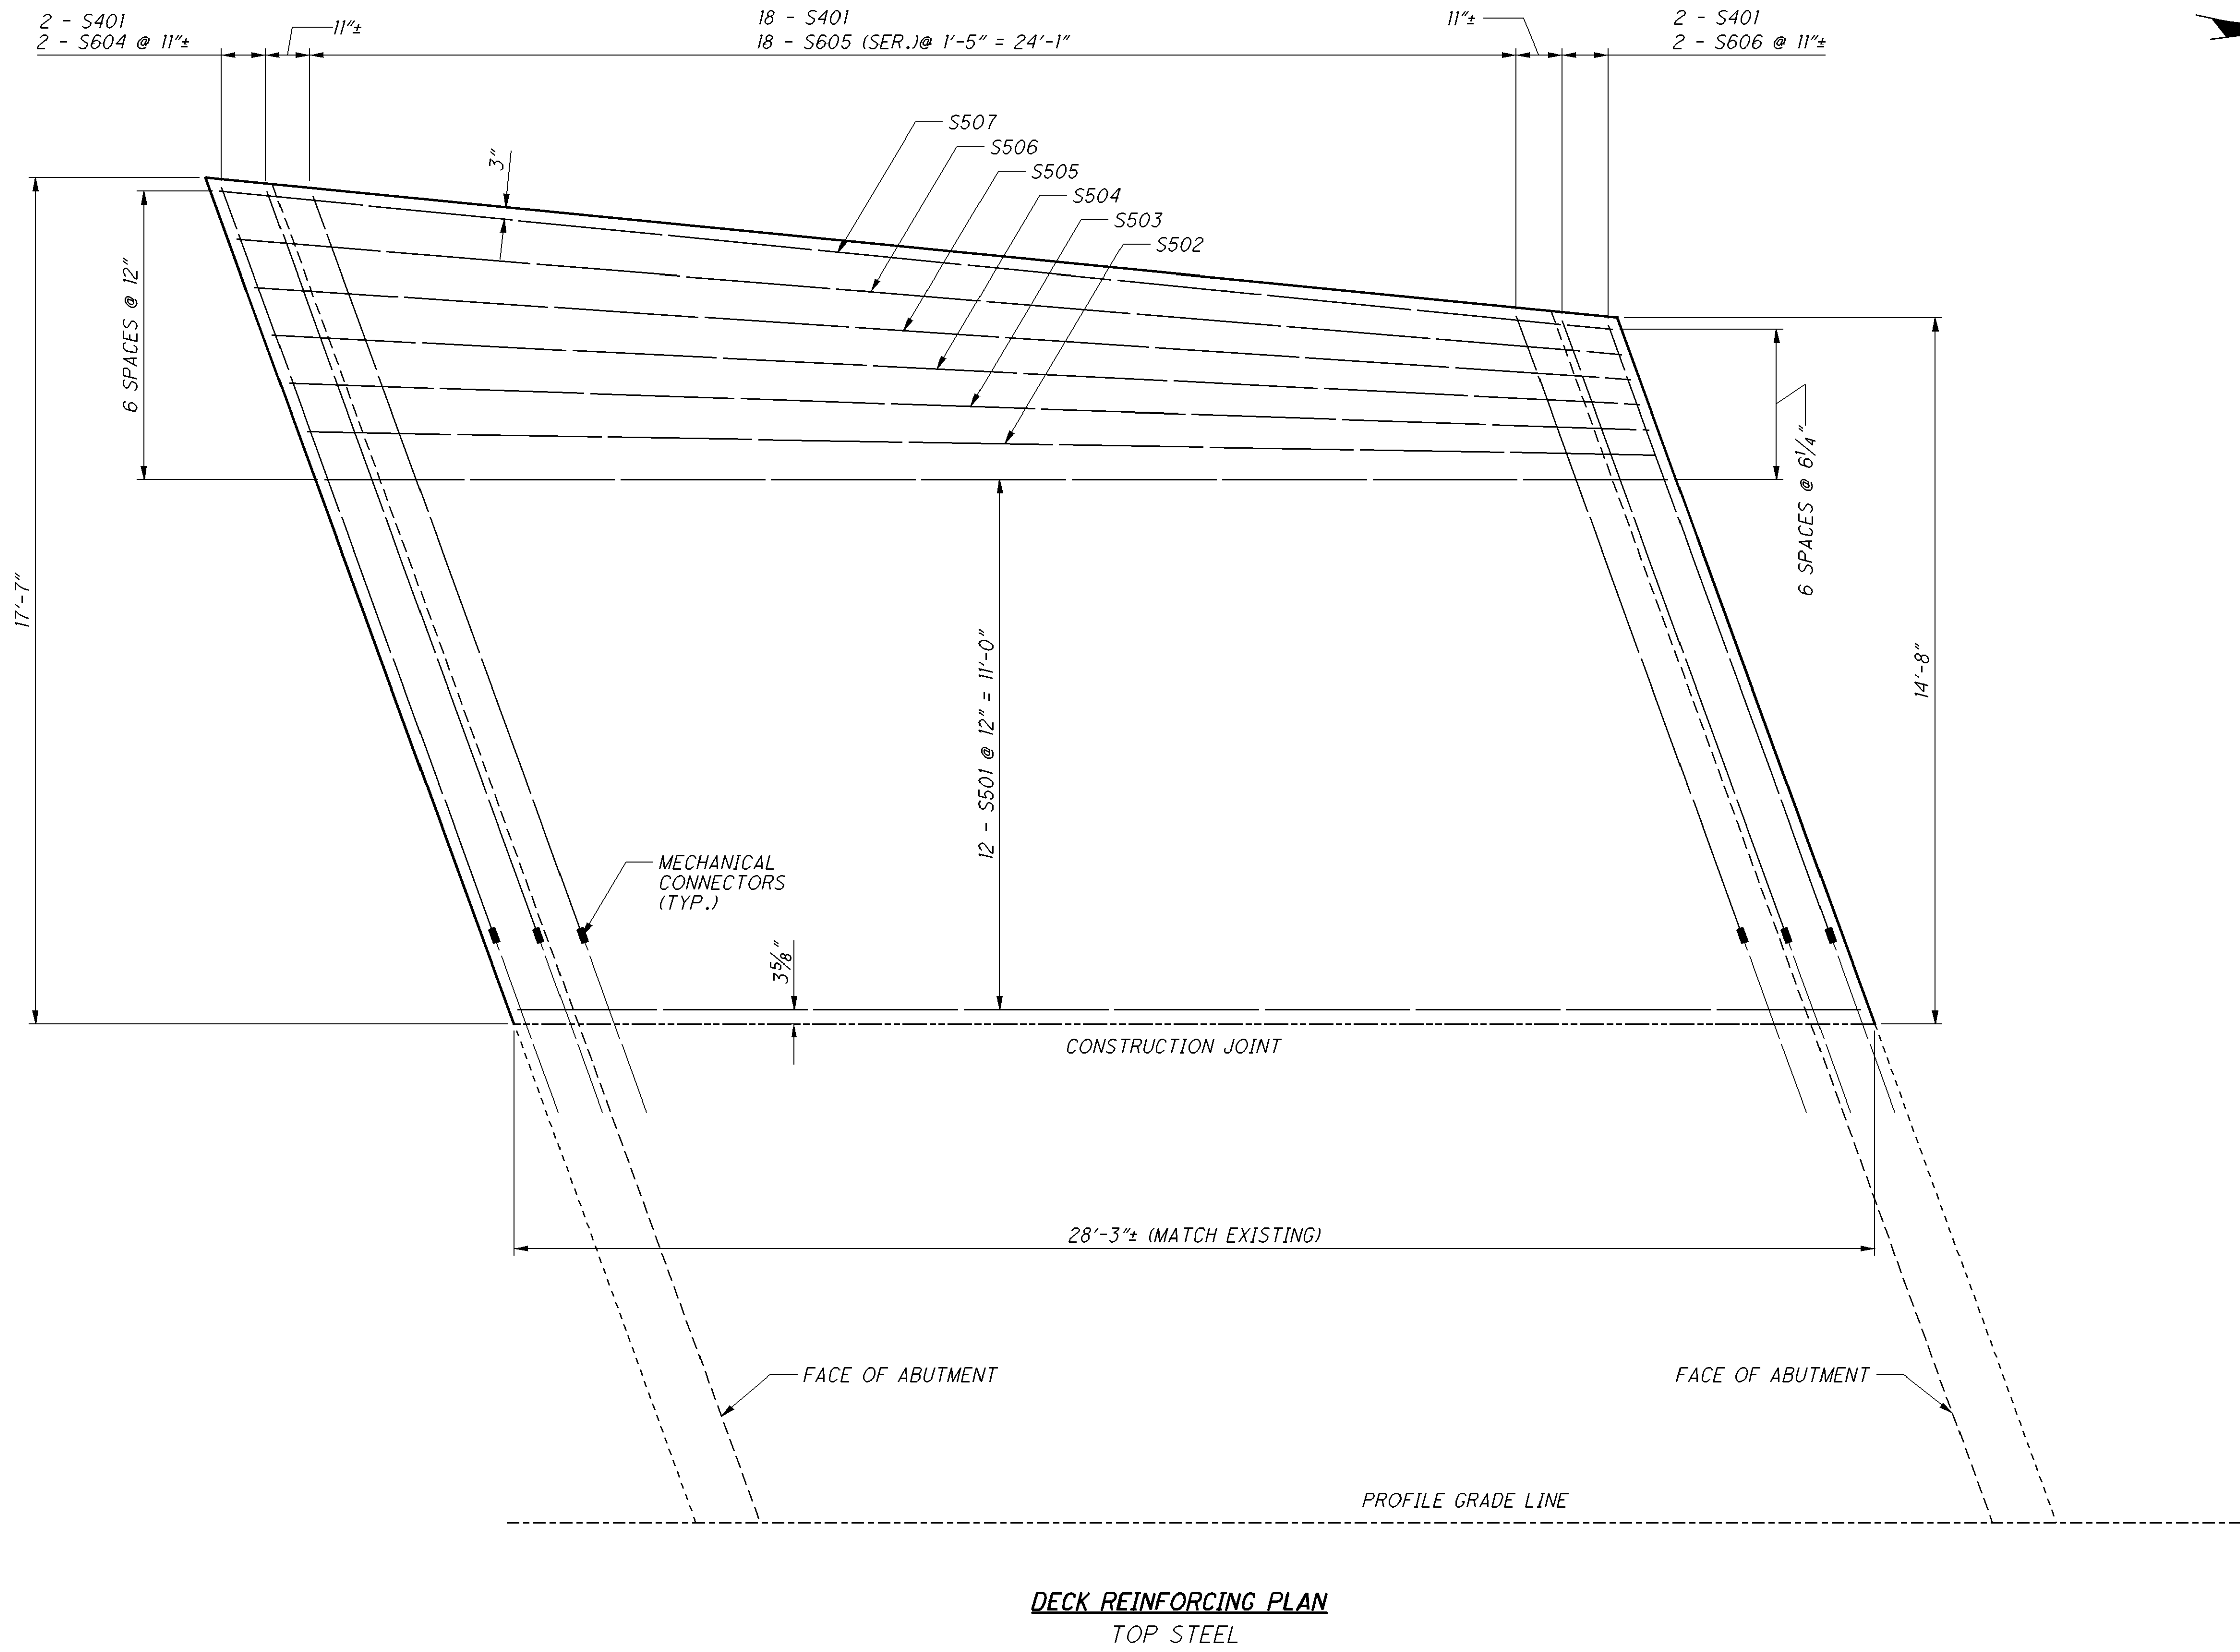 2 - S401
2 - S604 @ 11"±
11"±
18 - S401
18 - S605 (SER.)@ 1'-5" = 24'-1"
11"±
2 - S401
2 - S606 @ 11"±
S507
S506
S505
S504
S503
S502
3"
6 SPACES @ 12"
6 SPACES @ 6¼"
17'-7"
14'-8"
12 - S501 @ 12" = 11'-0"
MECHANICAL
CONNECTORS
(TYP.)
3⅝"
CONSTRUCTION JOINT
28'-3"± (MATCH EXISTING)
FACE OF ABUTMENT
FACE OF ABUTMENT
PROFILE GRADE LINE
DECK REINFORCING PLAN
TOP STEEL